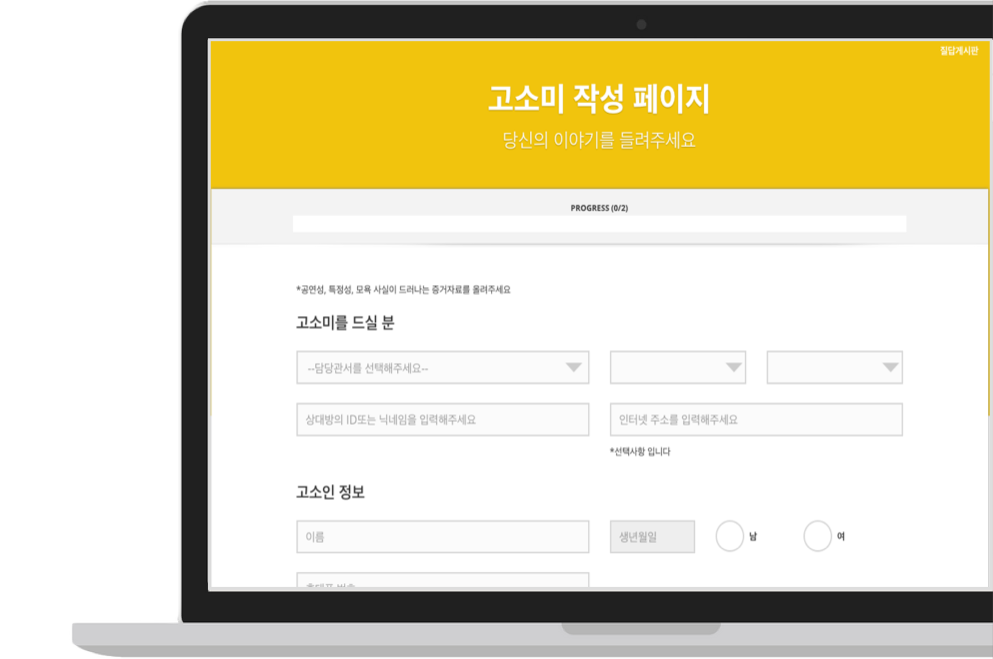 질답게시판
고소미 작성 페이지
당신의 이야기를 들려주세요
PROGRESS (0/2)
*공연성, 특정성, 모욕 사실이 드러나는 증거자료를 올려주세요
고소미를 드실 분
--담당관서를 선택해주세요--
상대방의 ID또는 닉네임을 입력해주세요 인터넷 주소를 입력해주세요
*선택사항 입니다
고소인 정보
이름 생년월일 남 여